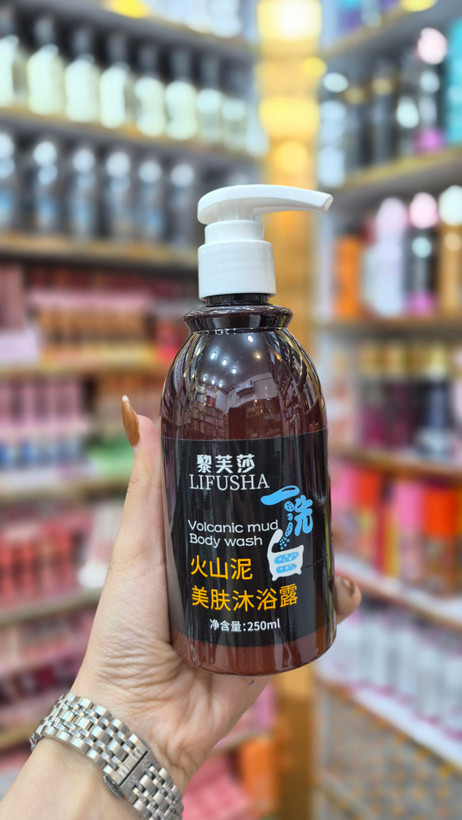 黎芙莎
LIFUSHA
一洗白
Volcanic mud
Body wash
火山泥
美肤沐浴露
净含量:250ml